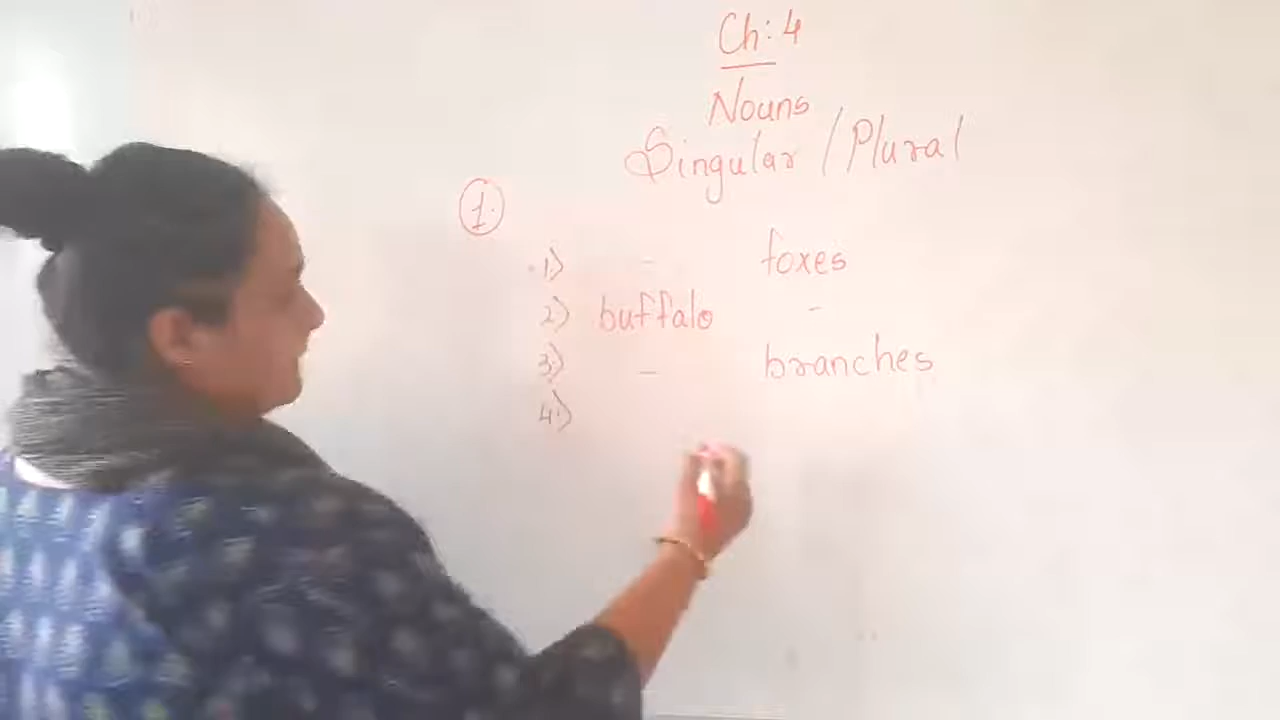 Ch: 4
Nouns
Singular / Plural
1.
1.) - foxes
2) buffalo -
3.) - branches
4.)